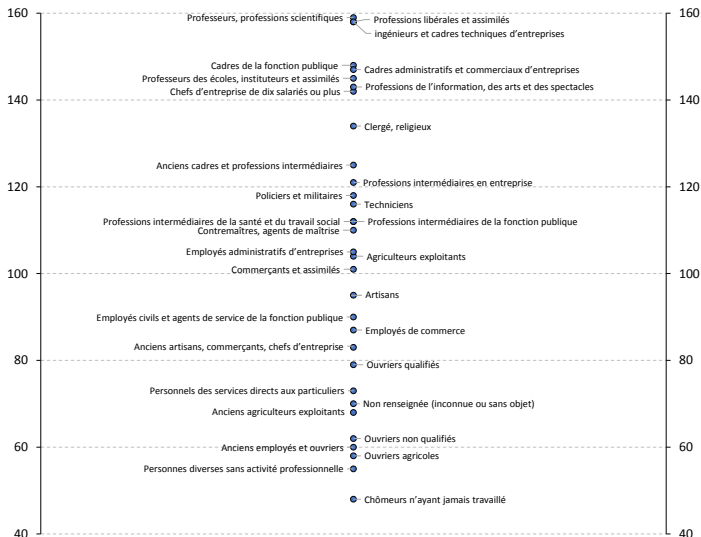 160
160
Professeurs, professions scientifiques
Professions libérales et assimilés
ingénieurs et cadres techniques d'entreprises
Cadres de la fonction publique
Cadres administratifs et commerciaux d'entreprises
Professeurs des écoles, instituteurs et assimilés
Professions de l'information, des arts et des spectacles
Chefs d'entreprise de dix salariés ou plus
140
140
Clergé, religieux
Anciens cadres et professions intermédiaires
120
120
Professions intermédiaires en entreprise
Policiers et militaires
Techniciens
Professions intermédiaires de la santé et du travail social
Professions intermédiaires de la fonction publique
Contremaîtres, agents de maîtrise
Employés administratifs d'entreprises
Agriculteurs exploitants
Commerçants et assimilés
100
100
Artisans
Employés civils et agents de service de la fonction publique
Employés de commerce
Anciens artisans, commerçants, chefs d'entreprise
80
80
Ouvriers qualifiés
Personnels des services directs aux particuliers
Non renseignée (inconnue ou sans objet)
Anciens agriculteurs exploitants
Ouvriers non qualifiés
60
60
Anciens employés et ouvriers
Ouvriers agricoles
Personnes diverses sans activité professionnelle
Chômeurs n'ayant jamais travaillé
40
40